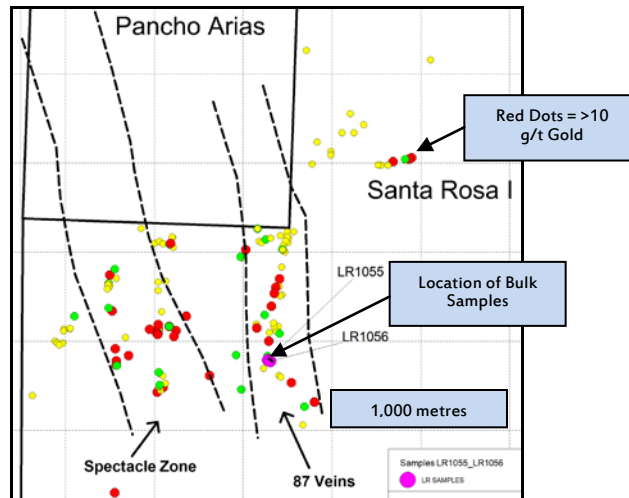 Pancho Arias
Red Dots = >10
g/t Gold
Santa Rosa I
LR1055
Location of Bulk
Samples
LR1056
1,000 metres
Spectacle Zone
87 Veins
Samples LR1055_LR1056
LR SAMPLES